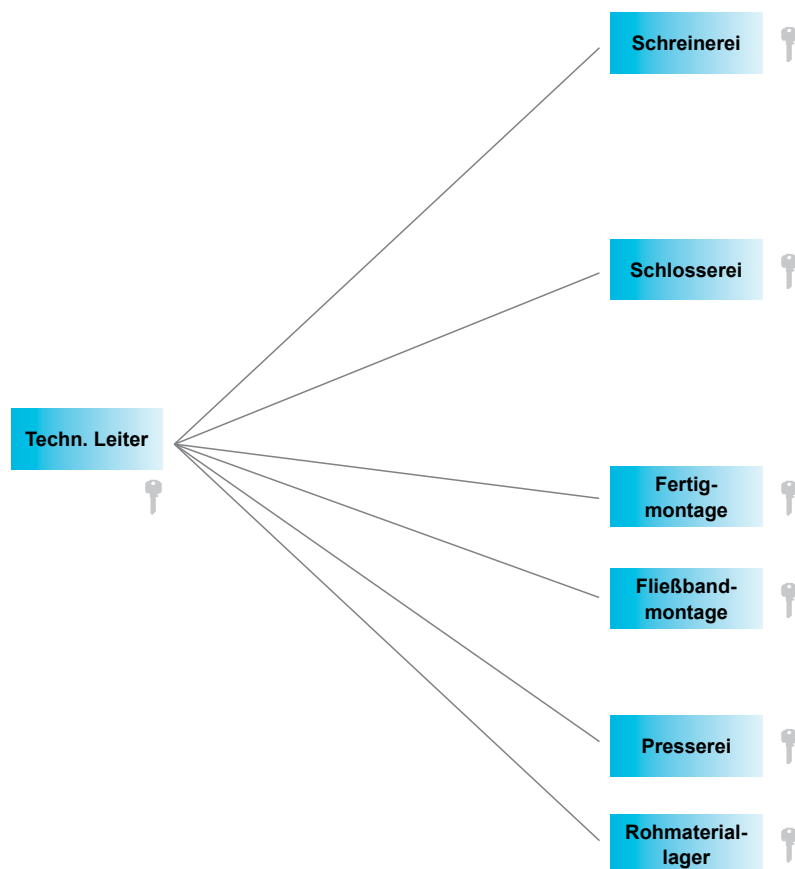 Schreinerei
Schlosserei
Techn. Leiter
Fertig-
montage
Fließband-
montage
Presserei
Rohmaterial-
lager